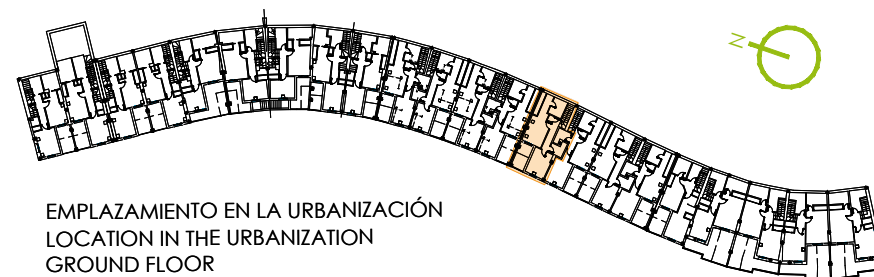 N
EMPLAZAMIENTO EN LA URBANIZACIÓN
LOCATION IN THE URBANIZATION
GROUND FLOOR